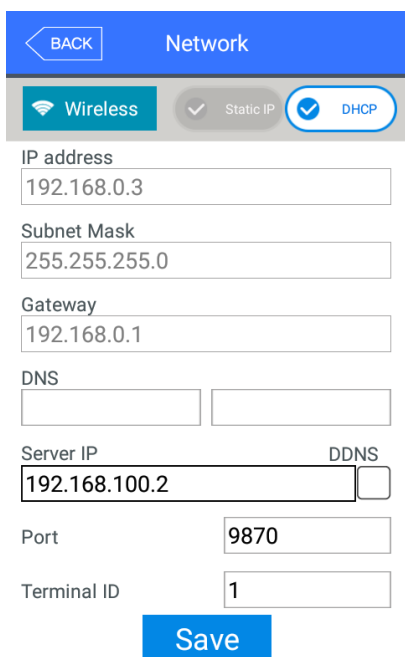 BACK Network
Wireless Static IP DHCP
IP address
192.168.0.3
Subnet Mask
255.255.255.0
Gateway
192.168.0.1
DNS
Server IP DDNS
192.168.100.2
Port 9870
Terminal ID 1
Save